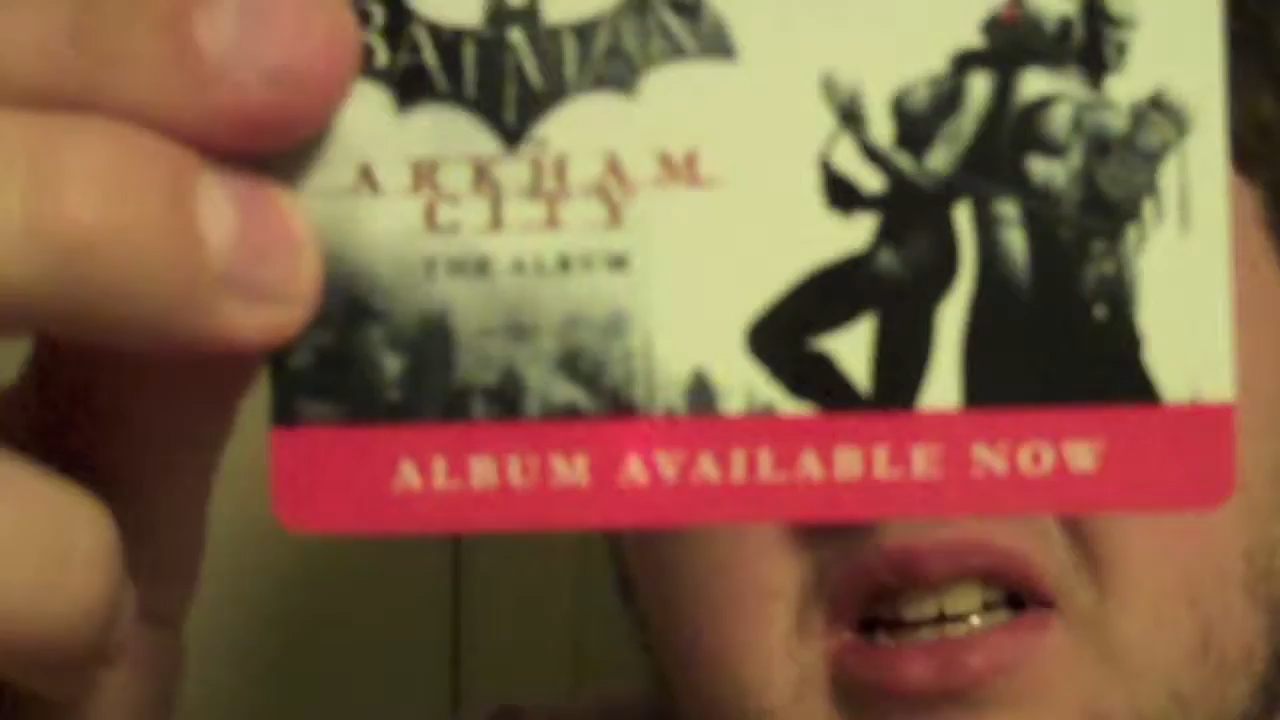 BATMAN
ARKHAM
CITY
THE ALBUM
ALBUM AVAILABLE NOW